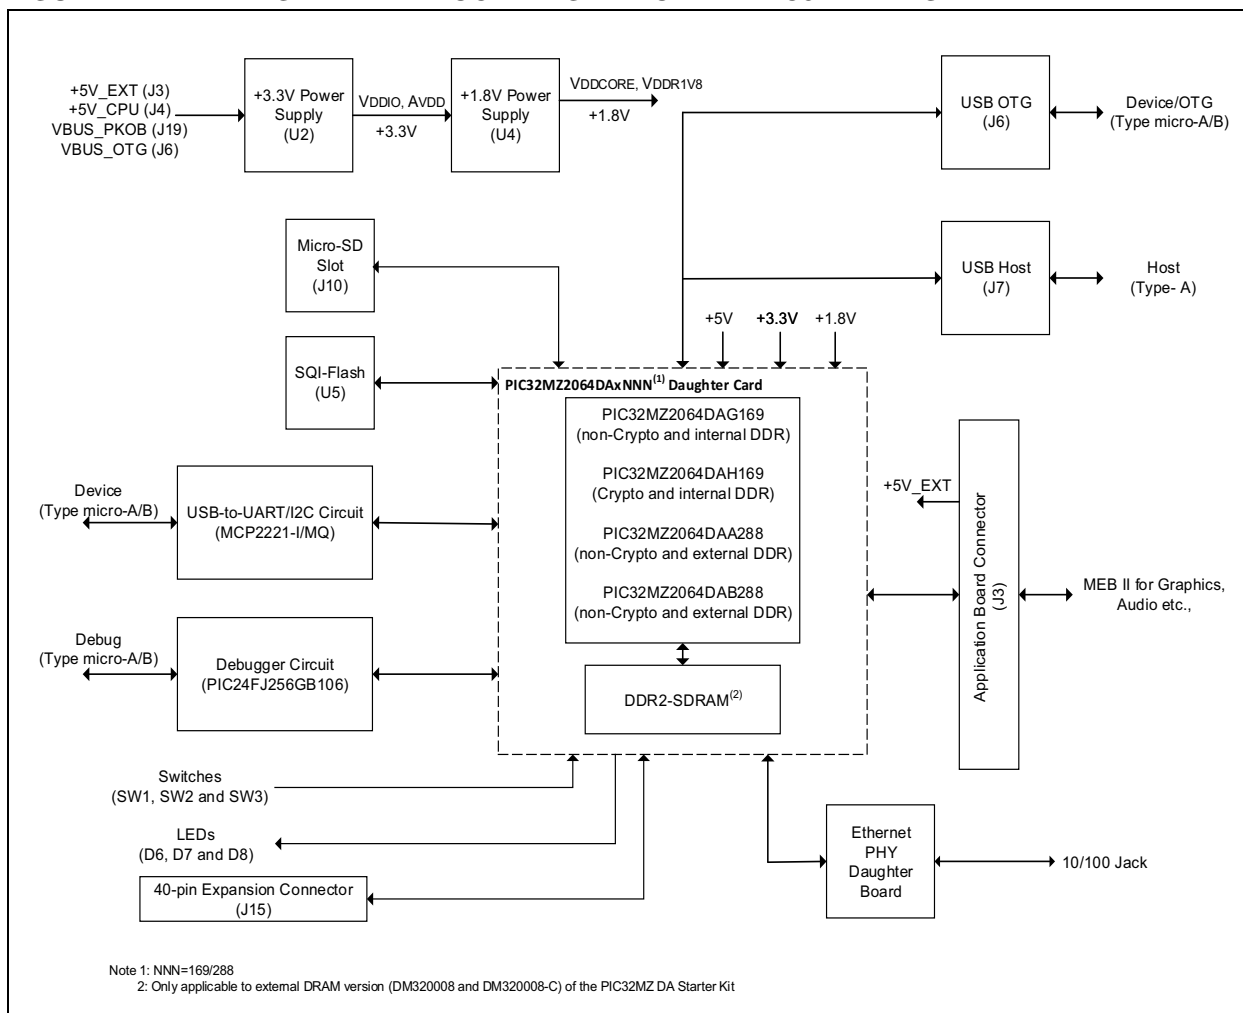 +5V_EXT (J3)
+5V_CPU (J4)
VBUS_PKOB (J19)
VBUS_OTG (J6)
+3.3V Power
Supply
(U2)
VDDIO, AVDD
+3.3V
+1.8V Power
Supply
(U4)
VDDCORE, VDDR1V8
+1.8V
USB OTG
(J6)
Device/OTG
(Type micro-A/B)
Micro-SD
Slot
(J10)
USB Host
(J7)
Host
(Type- A)
+5V
+3.3V
+1.8V
SQI-Flash
(U5)
PIC32MZ2064DAxNNN(1) Daughter Card
PIC32MZ2064DAG169
(non-Crypto and internal DDR)
PIC32MZ2064DAH169
(Crypto and internal DDR)
PIC32MZ2064DAA288
(non-Crypto and external DDR)
PIC32MZ2064DAB288
(non-Crypto and external DDR)
DDR2-SDRAM(2)
Device
(Type micro-A/B)
USB-to-UART/I2C Circuit
(MCP2221-I/MQ)
Debug
(Type micro-A/B)
Debugger Circuit
(PIC24FJ256GB106)
+5V_EXT
Application Board Connector
(J3)
MEB II for Graphics,
Audio etc.,
Switches
(SW1, SW2 and SW3)
LEDs
(D6, D7 and D8)
40-pin Expansion Connector
(J15)
Ethernet
PHY
Daughter
Board
10/100 Jack
Note 1: NNN=169/288
2: Only applicable to external DRAM version (DM320008 and DM320008-C) of the PIC32MZ DA Starter Kit